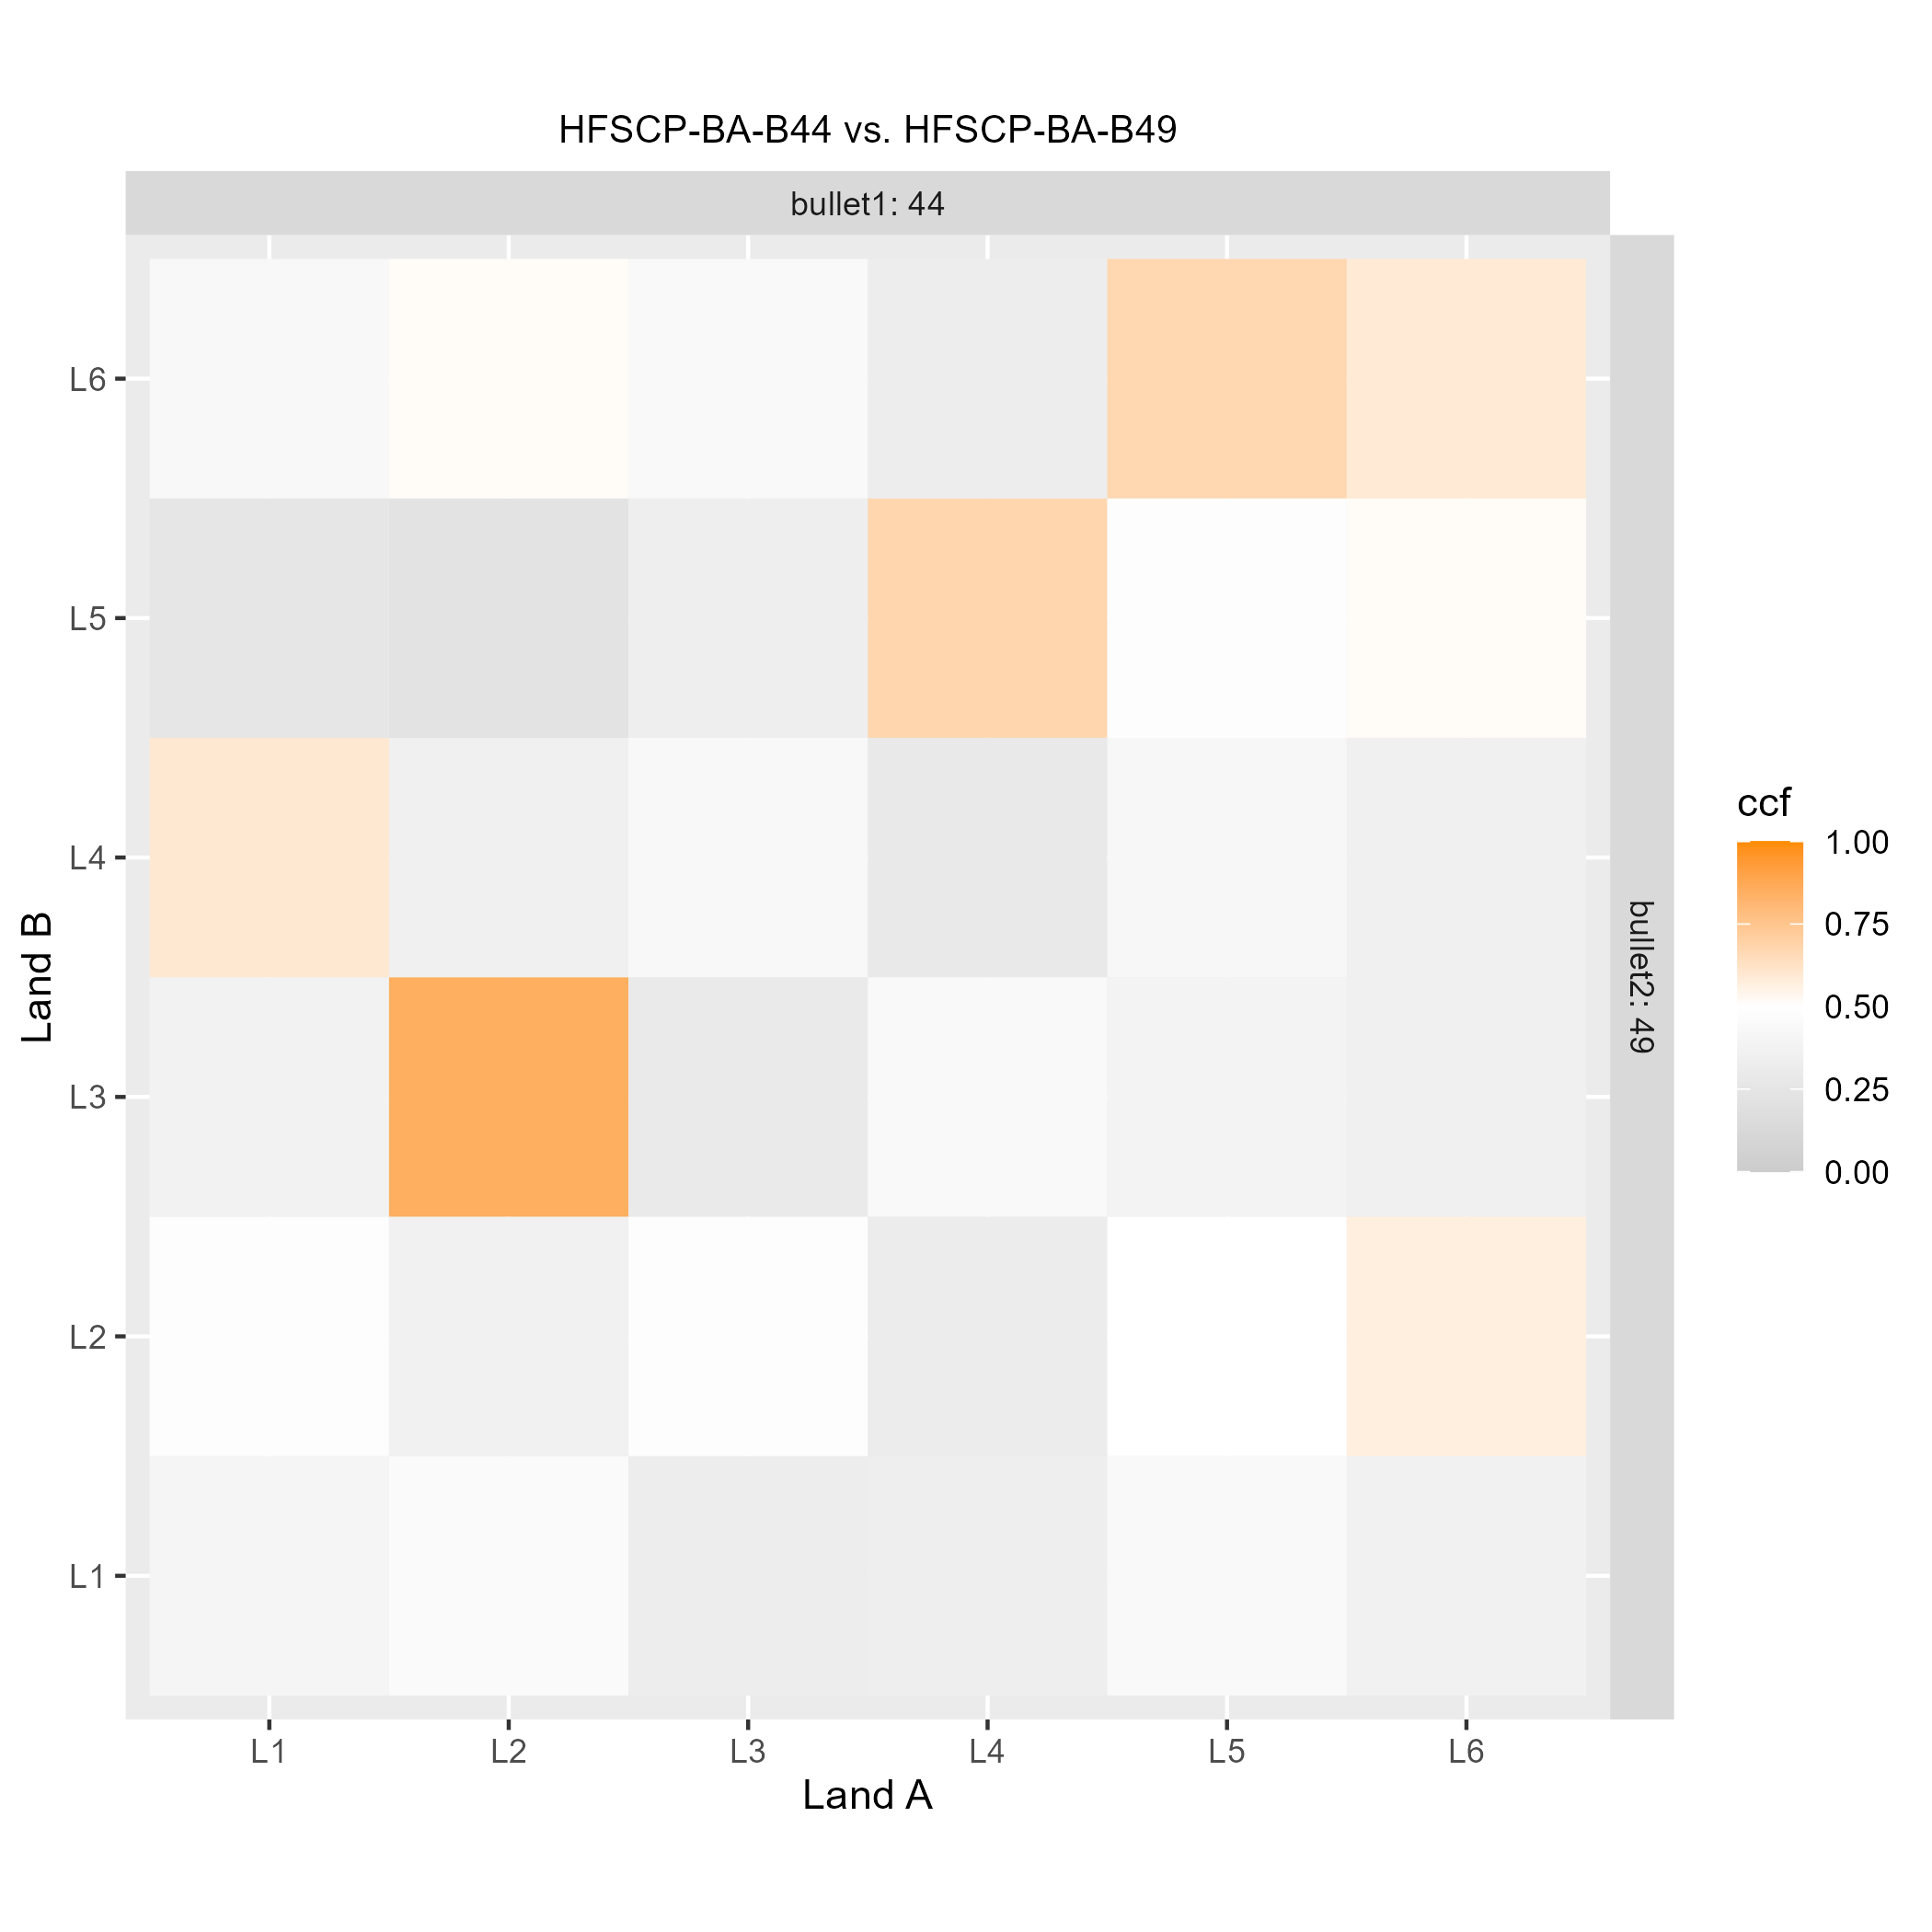 HFSCP-BA-B44 vs. HFSCP-BA-B49
bullet1: 44
L6
L5
L4
L3
L2
L1
Land B
bullet2: 49
L1 L2 L3 L4 L5 L6
Land A
ccf
1.00
0.75
0.50
0.25
0.00